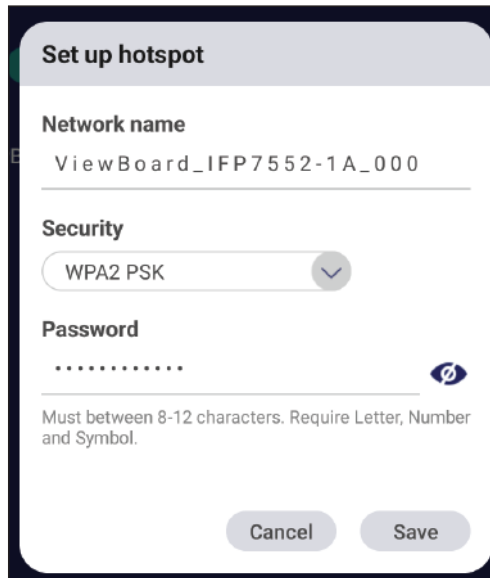 Set up hotspot
Network name
ViewBoard_IFP7552-1A_000
Security
WPA2 PSK
Password
············
Must between 8-12 characters. Require Letter, Number
and Symbol.
Cancel
Save